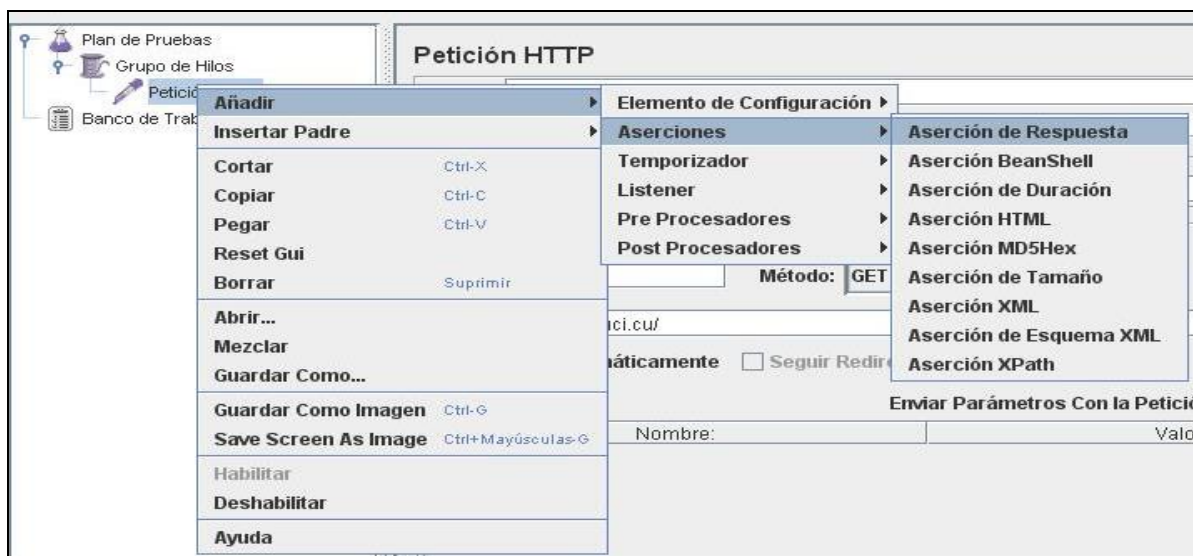 Plan de Pruebas
Grupo de Hilos
Banco de
Petición HTTP
Añadir
Insertar Padre
Cortar Ctrl-X
Copiar Ctrl-C
Pegar Ctrl-V
Reset Gui
Borrar Suprimir
Abrir...
Mezclar
Guardar Como...
Guardar Como Imagen Ctrl-G
Save Screen As Image Ctrl+Mayúsculas-G
Habilitar
Deshabilitar
Ayuda
Elemento de Configuración
Aserciones
Temporizador
Listener
Pre Procesadores
Post Procesadores
Aserción de Respuesta
Aserción BeanShell
Aserción de Duración
Aserción HTML
Aserción MD5Hex
Aserción de Tamaño
Aserción XML
Aserción de Esquema XML
Aserción XPath
Método: GET
uci.cu/
máticamente Seguir Redire
Enviar Parámetros Con la Petició
Nombre: Valo